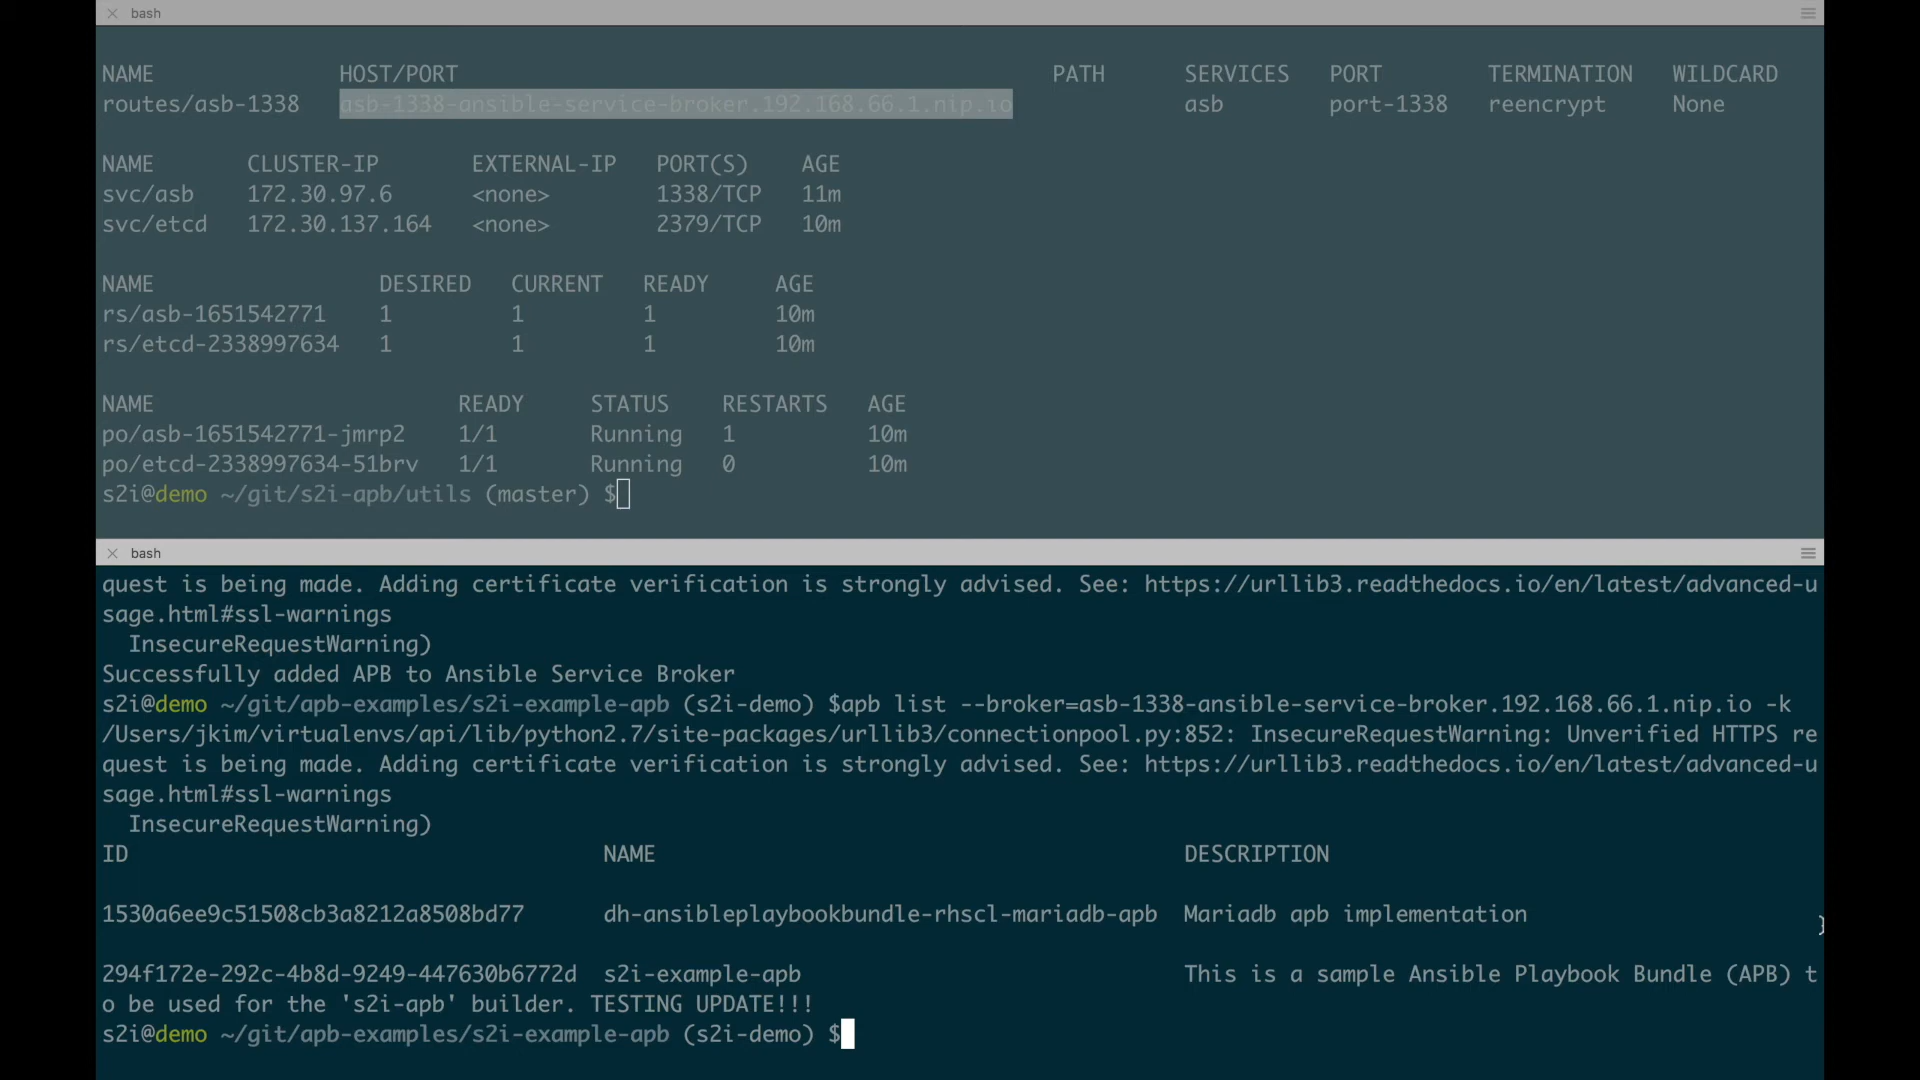 bash
NAME HOST/PORT PATH SERVICES PORT TERMINATION WILDCARD
routes/asb-1338 asb-1338-ansible-service-broker.192.168.66.1.nip.io asb port-1338 reencrypt None
NAME CLUSTER-IP EXTERNAL-IP PORT(S) AGE
svc/asb 172.30.97.6 <none> 1338/TCP 11m
svc/etcd 172.30.137.164 <none> 2379/TCP 10m
NAME DESIRED CURRENT READY AGE
rs/asb-1651542771 1 1 1 10m
rs/etcd-2338997634 1 1 1 10m
NAME READY STATUS RESTARTS AGE
po/asb-1651542771-jmrp2 1/1 Running 1 10m
po/etcd-2338997634-51brv 1/1 Running 0 10m
s2i@demo ~/git/s2i-apb/utils (master) $
bash
quest is being made. Adding certificate verification is strongly advised. See: https://urllib3.readthedocs.io/en/latest/advanced-u
sage.html#ssl-warnings
InsecureRequestWarning)
Successfully added APB to Ansible Service Broker
s2i@demo ~/git/apb-examples/s2i-example-apb (s2i-demo) $apb list --broker=asb-1338-ansible-service-broker.192.168.66.1.nip.io -k
/Users/jkim/virtualenvs/api/lib/python2.7/site-packages/urllib3/connectionpool.py:852: InsecureRequestWarning: Unverified HTTPS re
quest is being made. Adding certificate verification is strongly advised. See: https://urllib3.readthedocs.io/en/latest/advanced-u
sage.html#ssl-warnings
InsecureRequestWarning)
ID NAME DESCRIPTION
1530a6ee9c51508cb3a8212a8508bd77 dh-ansibleplaybookbundle-rhscl-mariadb-apb Mariadb apb implementation
294f172e-292c-4b8d-9249-447630b6772d s2i-example-apb This is a sample Ansible Playbook Bundle (APB) t
o be used for the 's2i-apb' builder. TESTING UPDATE!!!
s2i@demo ~/git/apb-examples/s2i-example-apb (s2i-demo) $